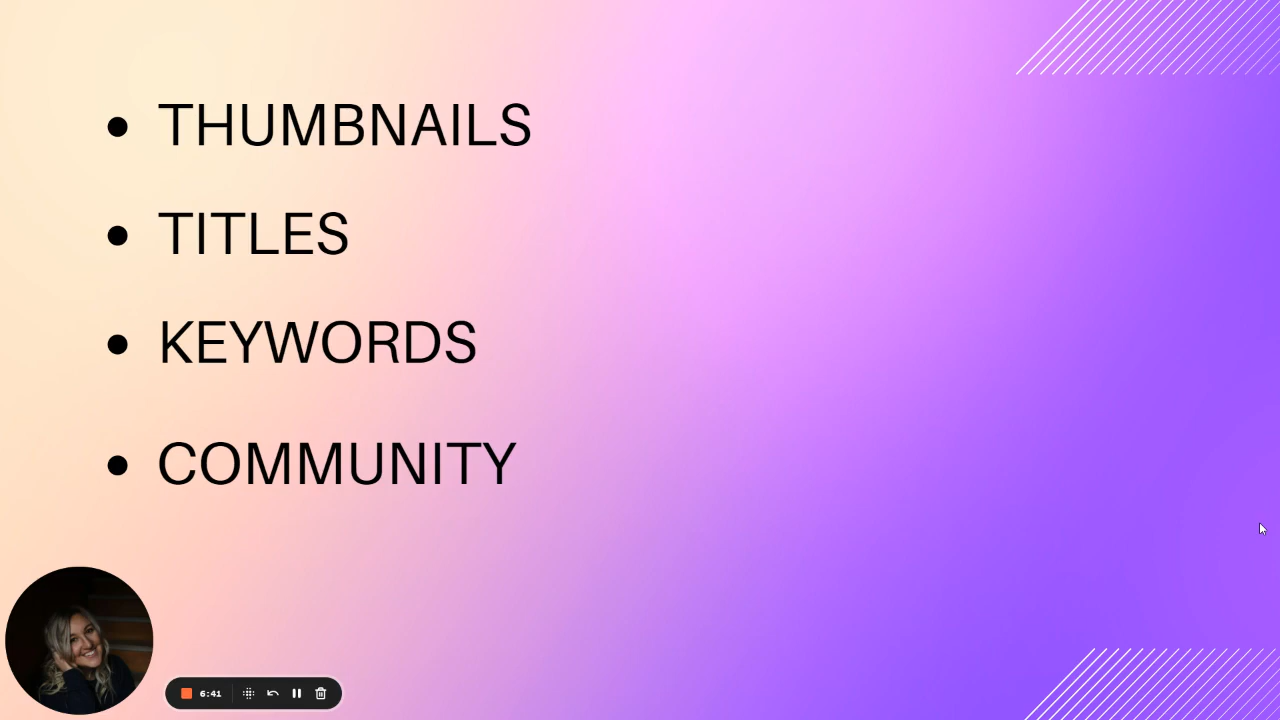 • THUMBNAILS
• TITLES
• KEYWORDS
• COMMUNITY
6:41